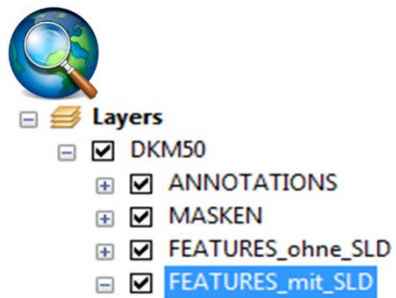 Layers
DKM50
ANNOTATIONS
MASKEN
FEATURES_ohne_SLD
FEATURES_mit_SLD